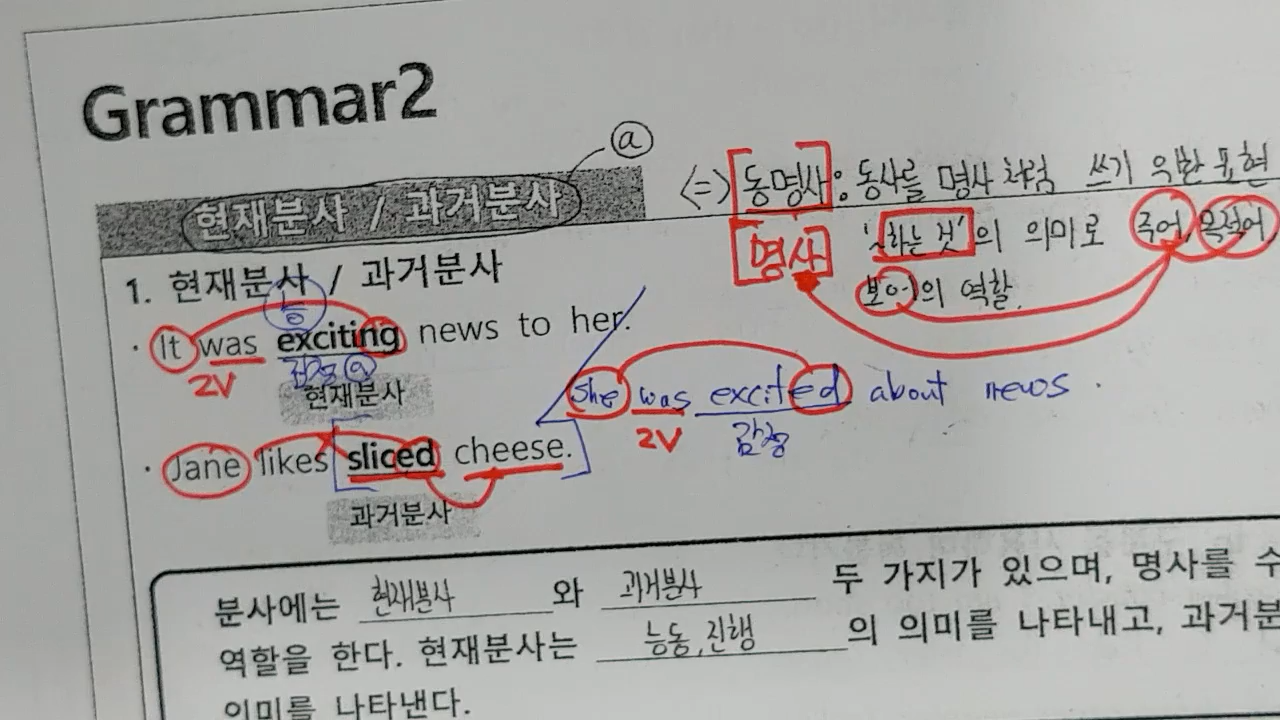 Grammar2
ⓐ
현재분사 / 과거분사
<=> 동명사 : 동사를 명사처럼 쓰기 위한 표현
명사 '~하는 것'의 의미로 주어, 목적어,
보어의 역할.
1. 현재분사 / 과거분사
능
· It was exciting news to her.
2V 감정 ⓐ
현재분사
she was excited about news.
2V 감정
· Jane likes sliced cheese.
과거분사
분사에는 현재분사 와 과거분사 두 가지가 있으며, 명사를 수
역할을 한다. 현재분사는 능동, 진행 의 의미를 나타내고, 과거분
의미를 나타낸다.